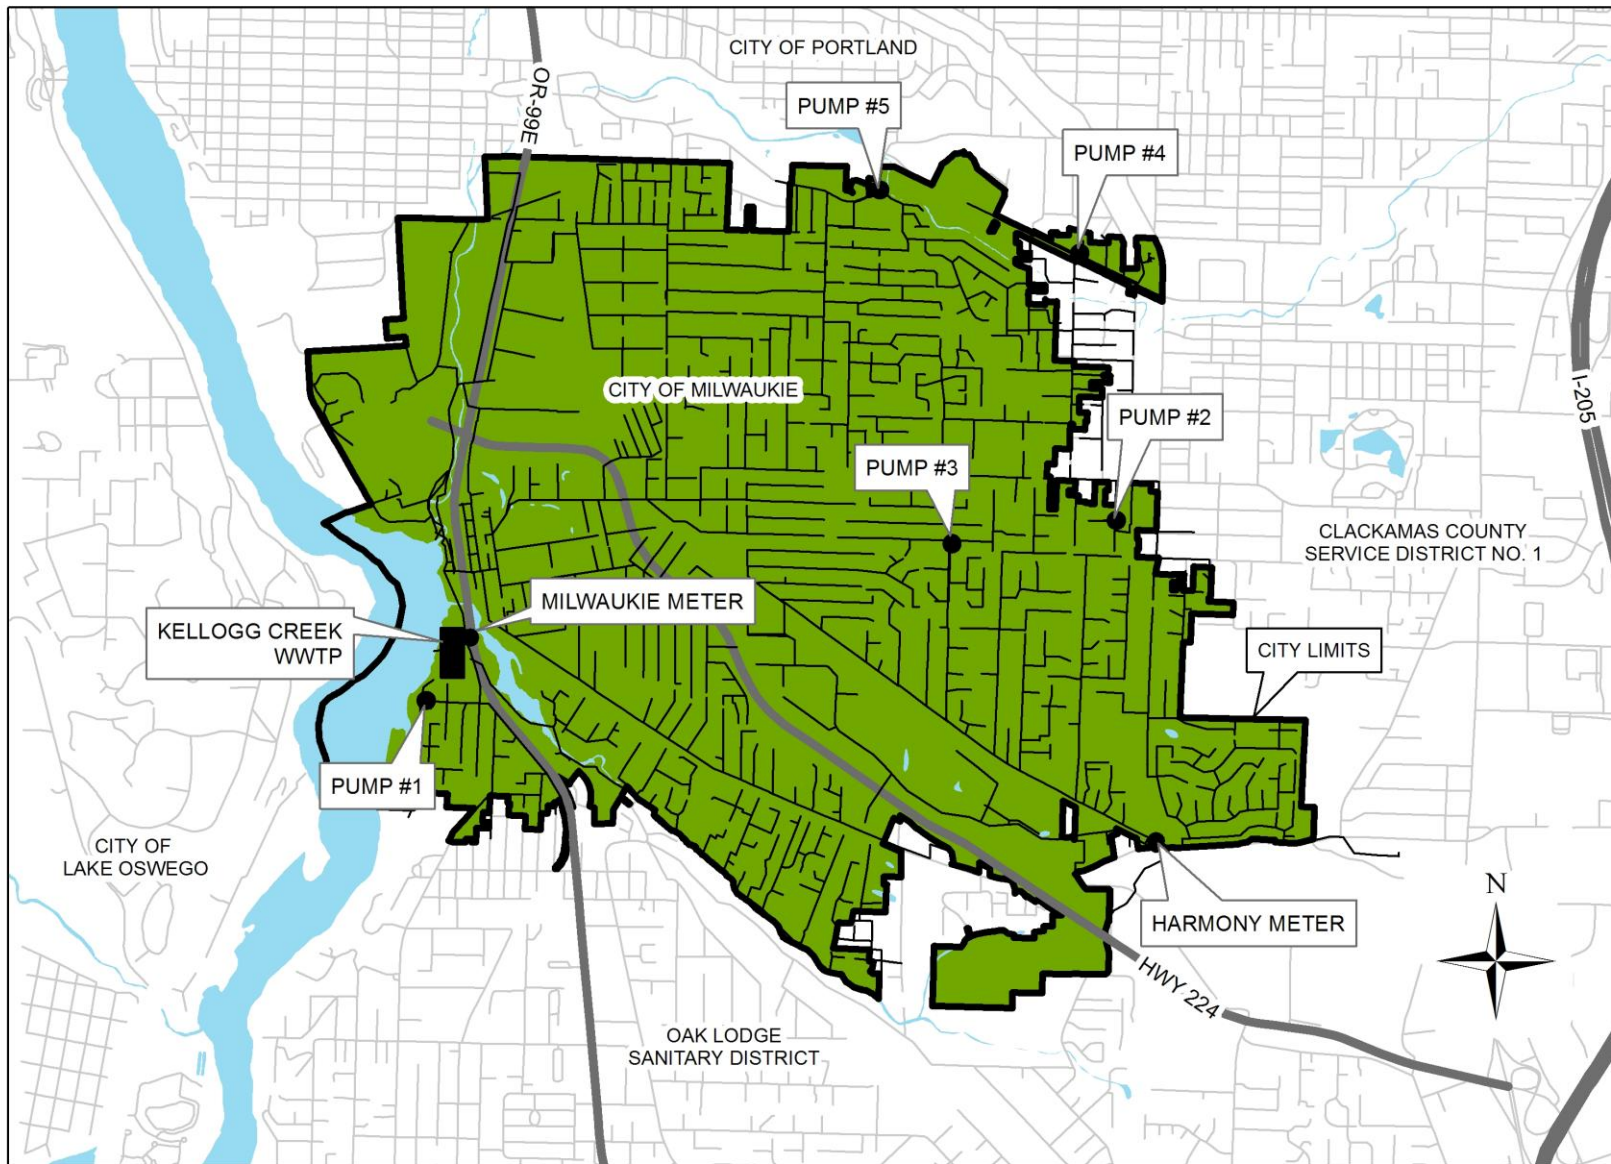 CITY OF PORTLAND
OR-99E
PUMP #5
PUMP #4
CITY OF MILWAUKIE
I-205
PUMP #2
PUMP #3
CLACKAMAS COUNTY
SERVICE DISTRICT NO. 1
MILWAUKIE METER
KELLOGG CREEK
WWTP
CITY LIMITS
PUMP #1
CITY OF
LAKE OSWEGO
N
HARMONY METER
HWY 224
OAK LODGE
SANITARY DISTRICT